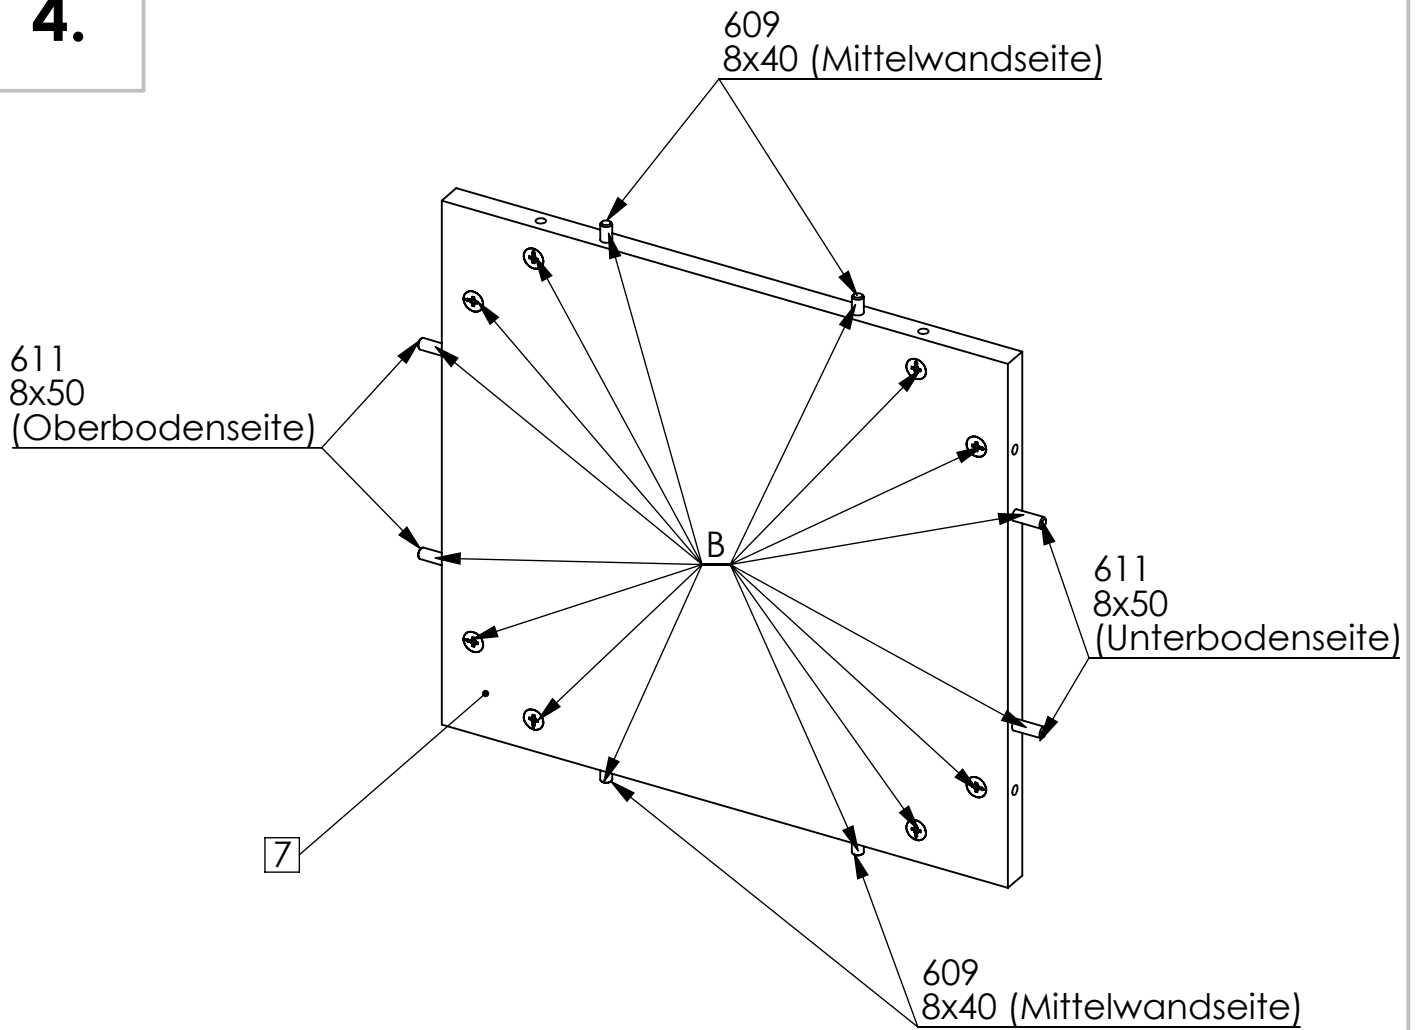 4.
609
8x40 (Mittelwandseite)
611
8x50
(Oberbodenseite)
B
611
8x50
(Unterbodenseite)
7
609
8x40 (Mittelwandseite)